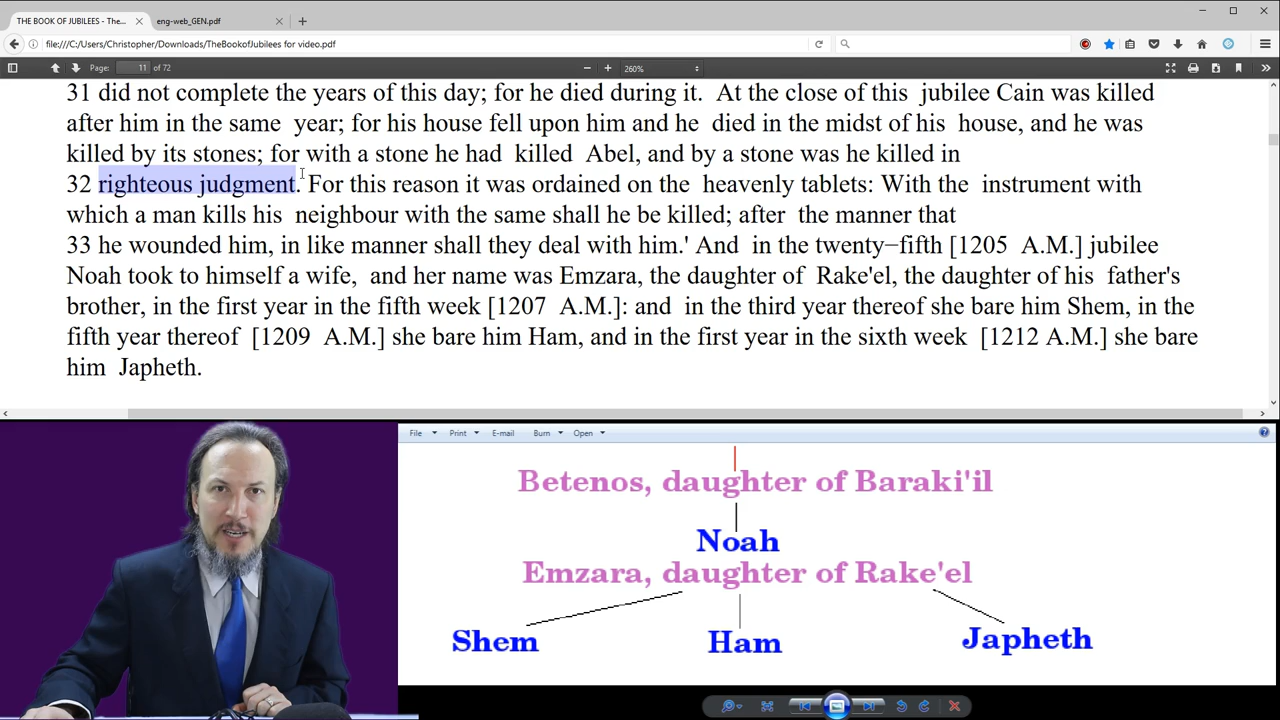 THE BOOK OF JUBILEES - The...
eng-web_GEN.pdf
file:///C:/Users/Christopher/Downloads/TheBookofJubilees for video.pdf
Page: 11 of 72
260%
31 did not complete the years of this day; for he died during it. At the close of this jubilee Cain was killed
after him in the same year; for his house fell upon him and he died in the midst of his house, and he was
killed by its stones; for with a stone he had killed Abel, and by a stone was he killed in
32 righteous judgment. For this reason it was ordained on the heavenly tablets: With the instrument with
which a man kills his neighbour with the same shall he be killed; after the manner that
33 he wounded him, in like manner shall they deal with him.' And in the twenty−fifth [1205 A.M.] jubilee
Noah took to himself a wife, and her name was Emzara, the daughter of Rake'el, the daughter of his father's
brother, in the first year in the fifth week [1207 A.M.]: and in the third year thereof she bare him Shem, in the
fifth year thereof [1209 A.M.] she bare him Ham, and in the first year in the sixth week [1212 A.M.] she bare
him Japheth.
File Print E-mail Burn Open
Betenos, daughter of Baraki'il
Noah
Emzara, daughter of Rake'el
Shem Ham Japheth